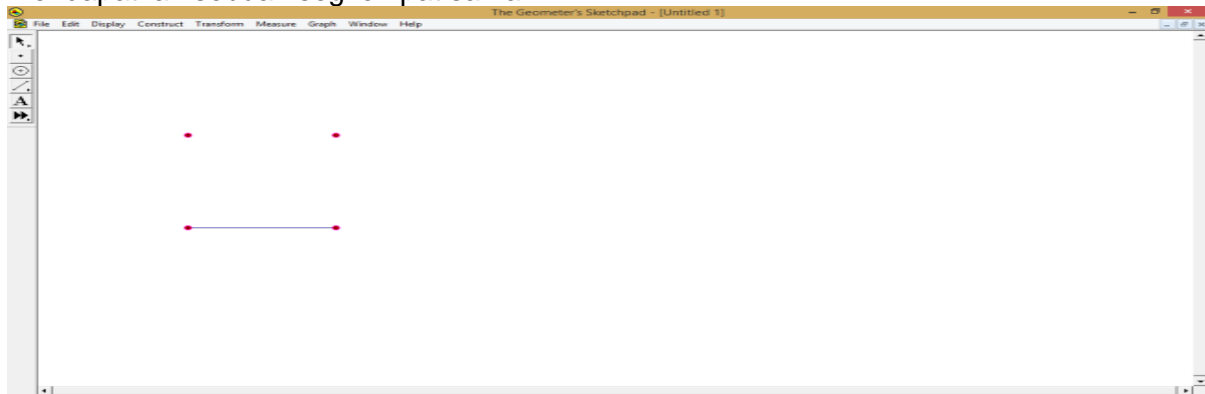 The Geometer's Sketchpad - [Untitled 1]
File Edit Display Construct Transform Measure Graph Window Help
A